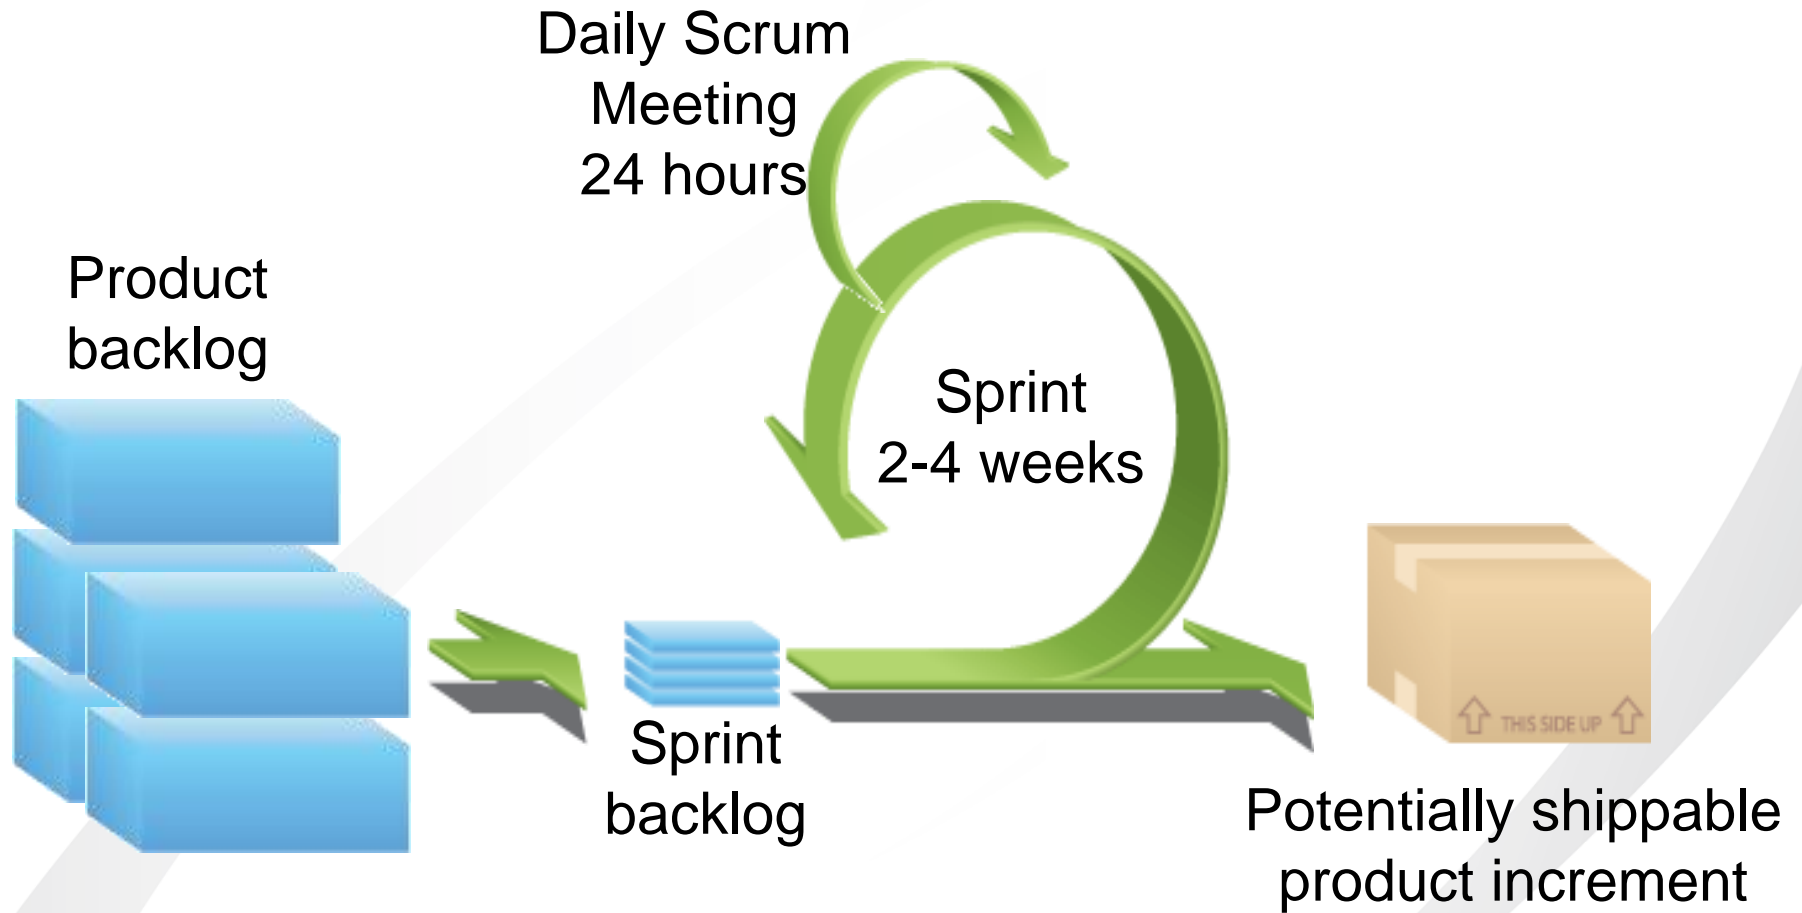 Daily Scrum
Meeting
24 hours
Product
backlog
Sprint
2-4 weeks
THIS SIDE UP
Sprint
backlog
Potentially shippable
product increment